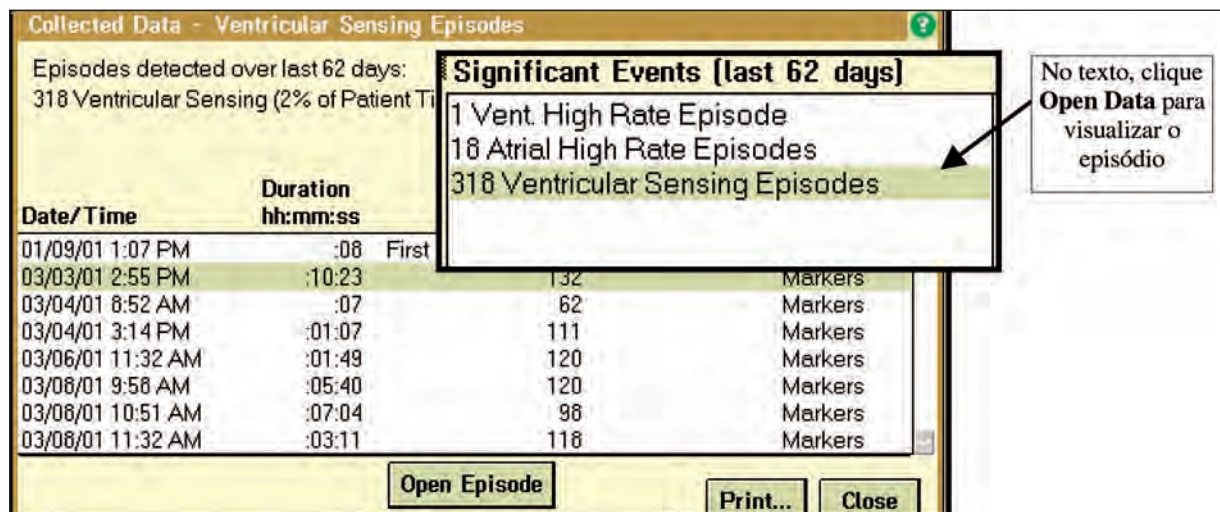 Collected Data - Ventricular Sensing Episodes
Episodes detected over last 62 days:
318 Ventricular Sensing (2% of Patient Ti
Significant Events (last 62 days)
1 Vent. High Rate Episode
18 Atrial High Rate Episodes
318 Ventricular Sensing Episodes
No texto, clique
Open Data para
visualizar o
episódio
Duration
Date/Time hh:mm:ss
01/09/01 1:07 PM :08 First
03/03/01 2:55 PM :10:23 132 Markers
03/04/01 8:52 AM :07 62 Markers
03/04/01 3:14 PM :01:07 111 Markers
03/06/01 11:32 AM :01:49 120 Markers
03/08/01 9:58 AM :05:40 120 Markers
03/08/01 10:51 AM :07:04 98 Markers
03/08/01 11:32 AM :03:11 118 Markers
Open Episode
Print... Close